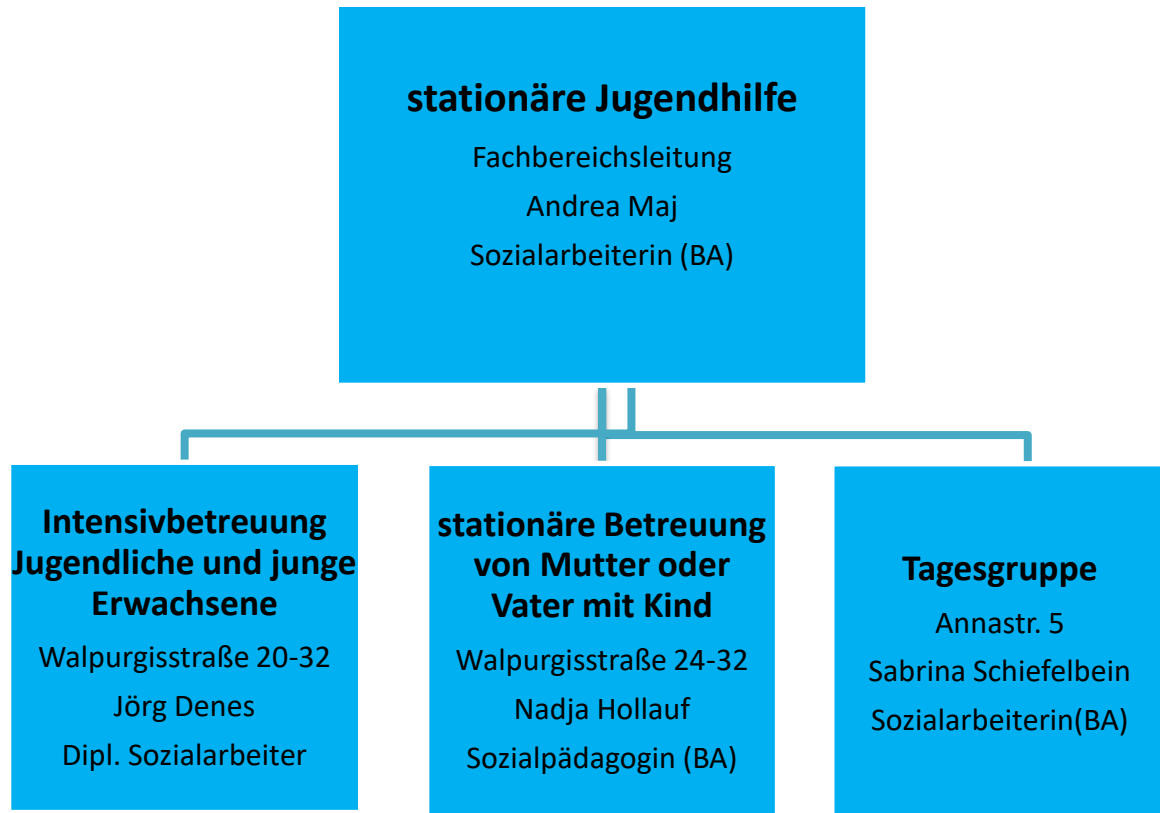 stationäre Jugendhilfe
Fachbereichsleitung
Andrea Maj
Sozialarbeiterin (BA)
Intensivbetreuung
Jugendliche und junge
Erwachsene
Walpurgisstraße 20-32
Jörg Denes
Dipl. Sozialarbeiter
stationäre Betreuung
von Mutter oder
Vater mit Kind
Walpurgisstraße 24-32
Nadja Hollauf
Sozialpädagogin (BA)
Tagesgruppe
Annastr. 5
Sabrina Schiefelbein
Sozialarbeiterin(BA)